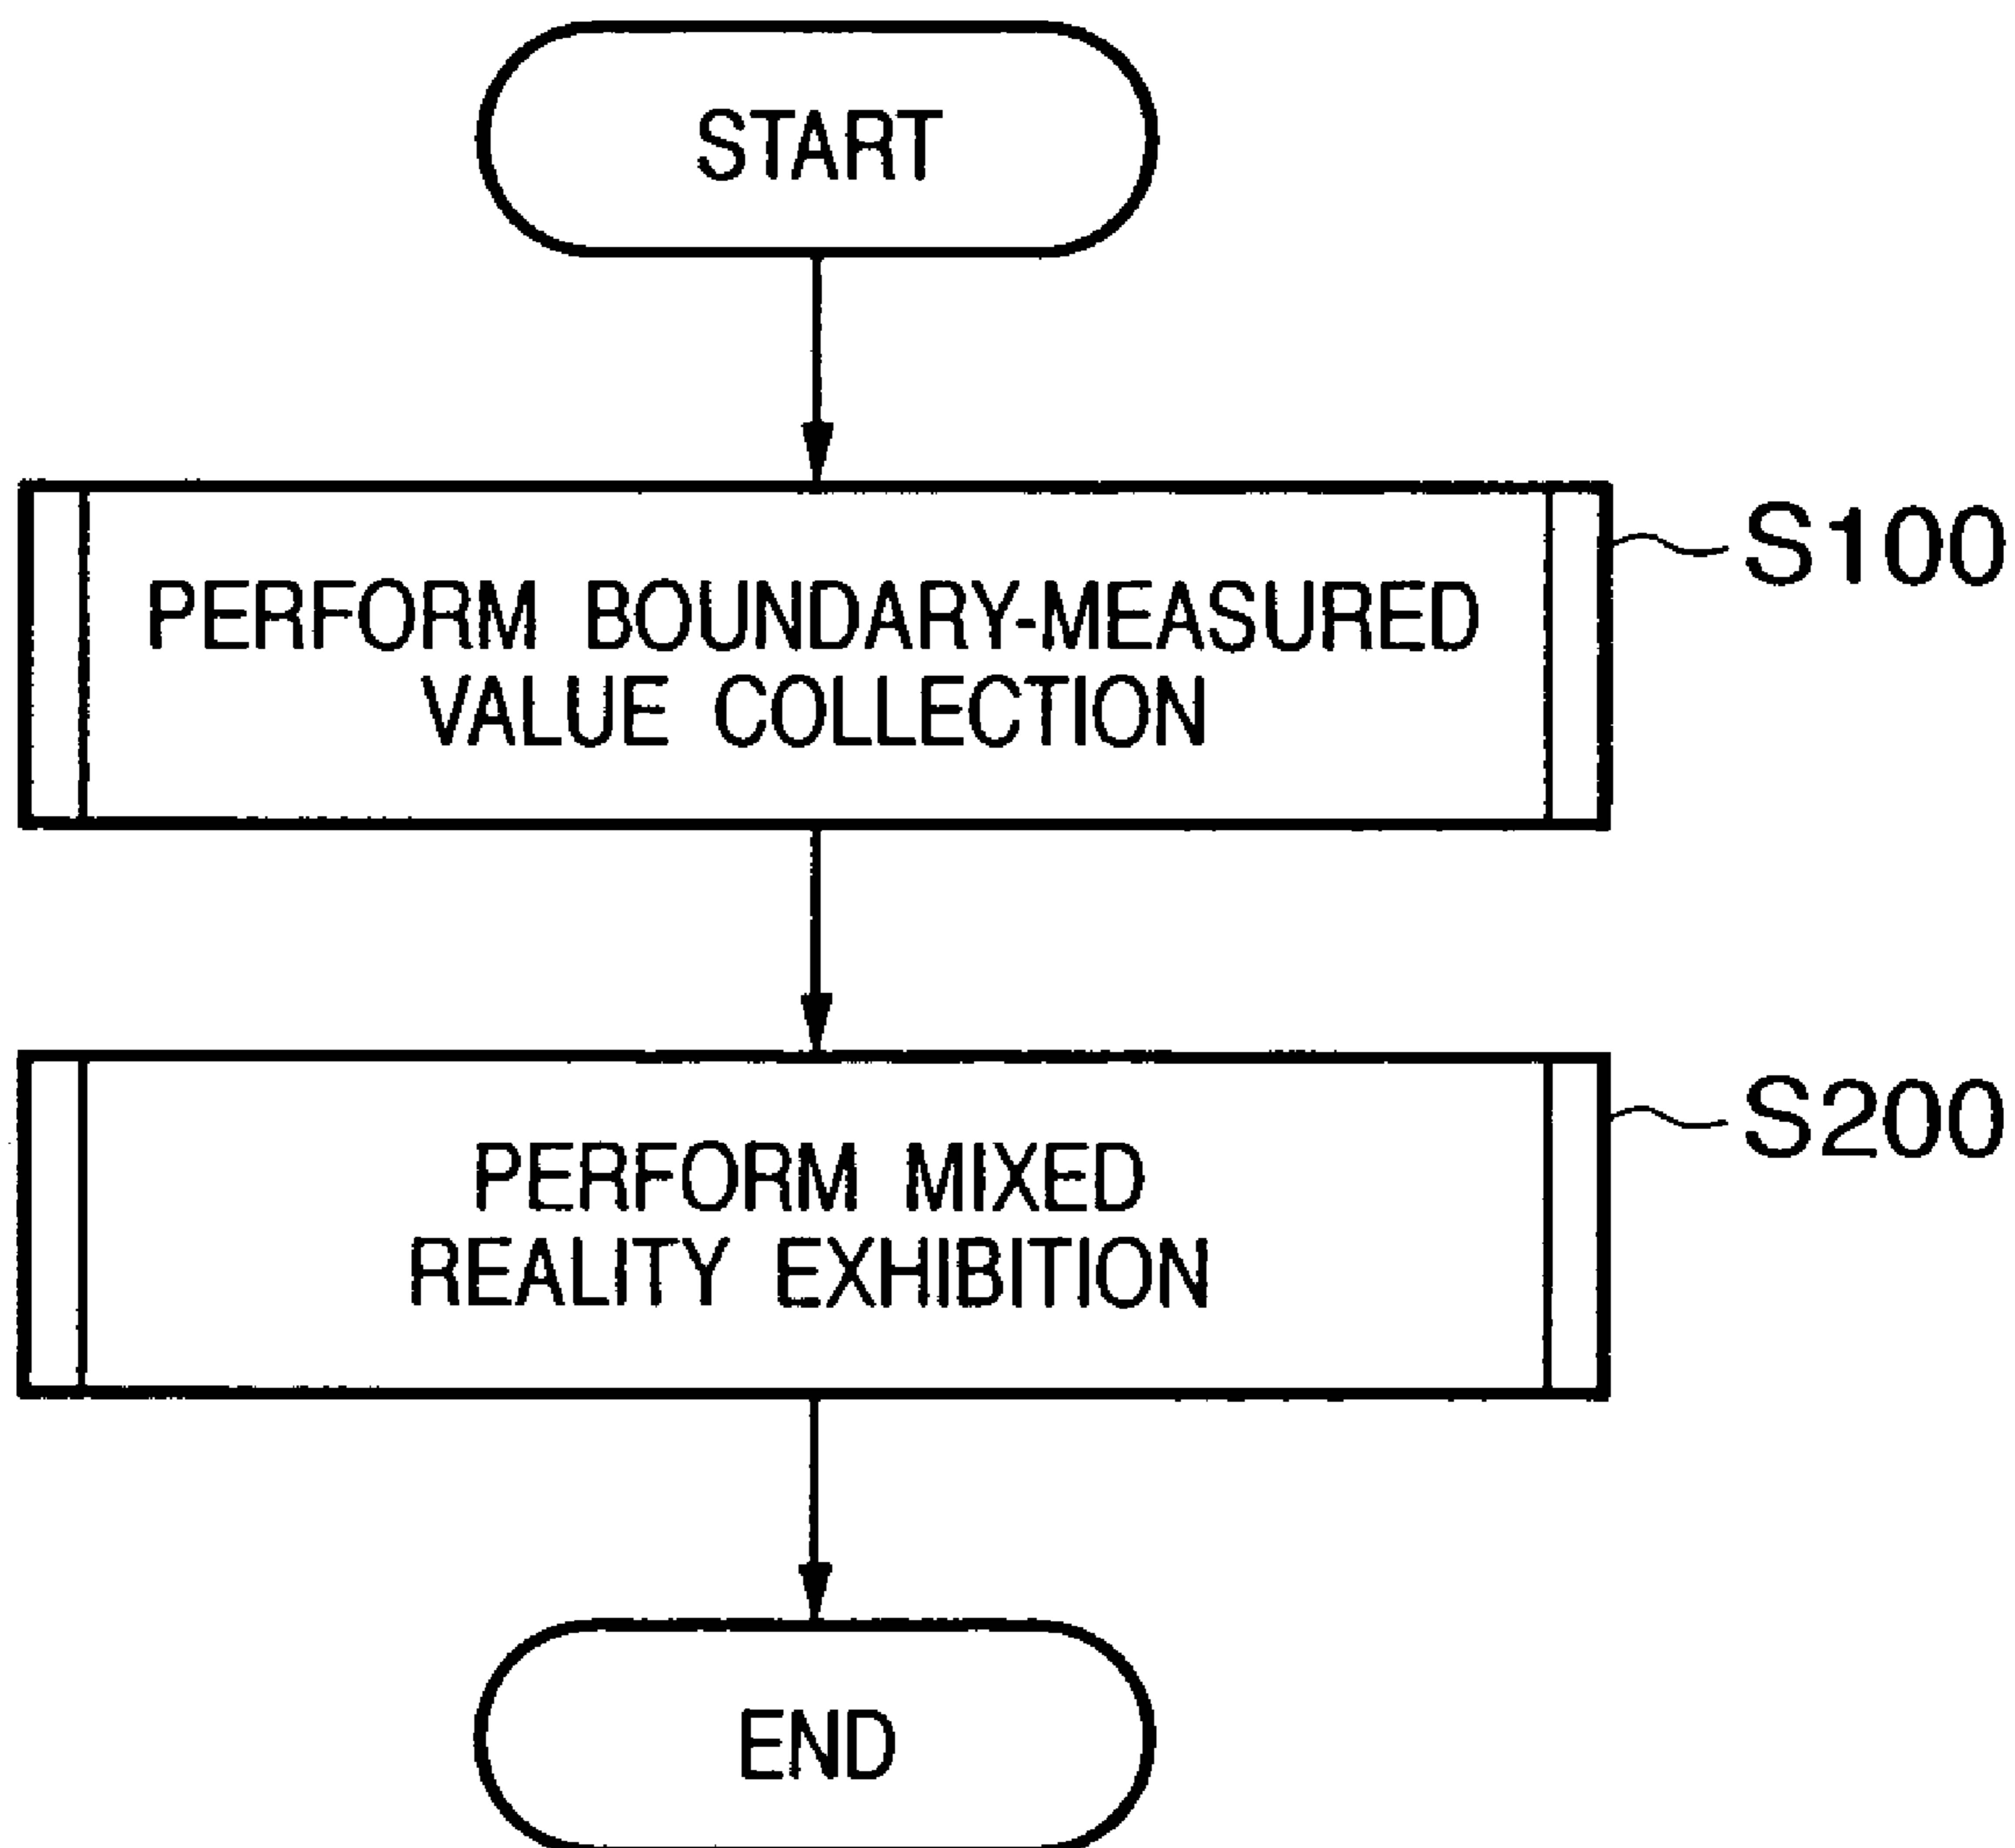 START
S100
PERFORM BOUNDARY-MEASURED
VALUE COLLECTION
S200
PERFORM MIXED
REALITY EXHIBITION
END